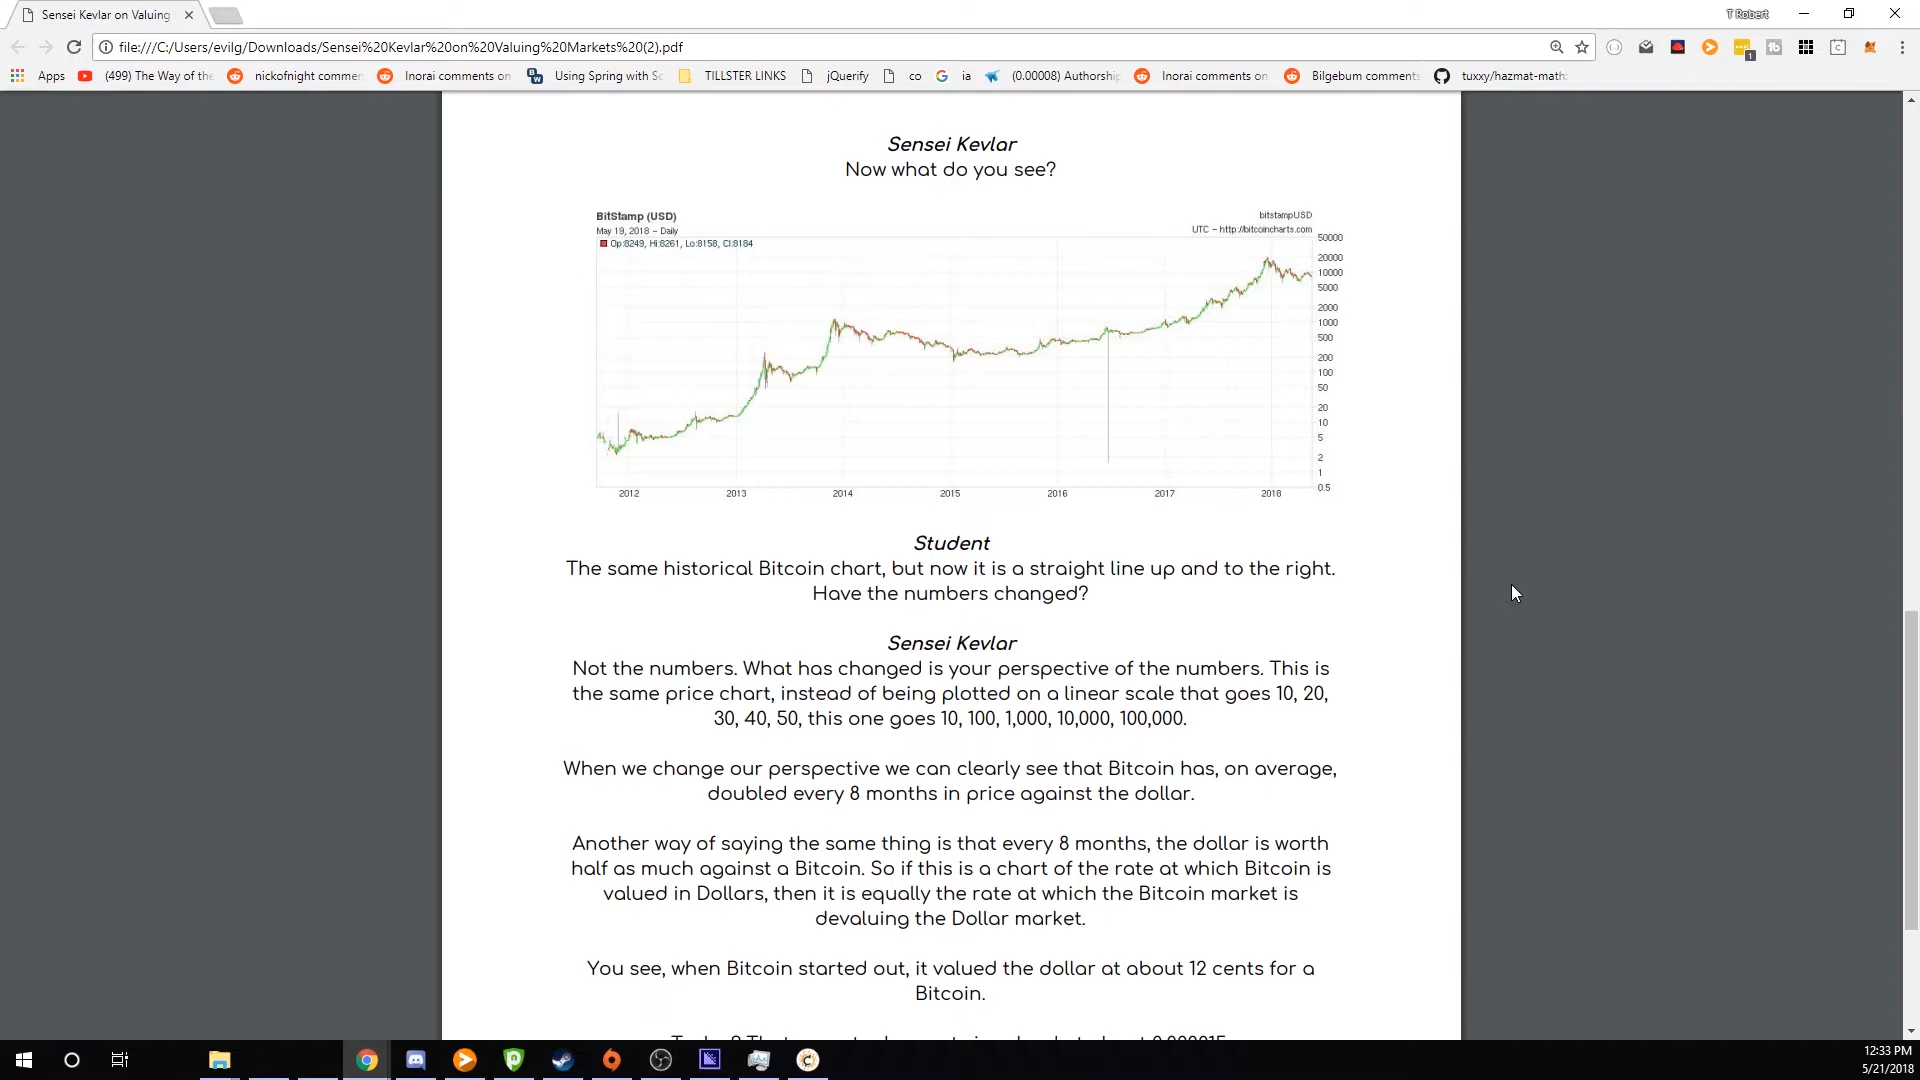 Sensei Kevlar on Valuing
T Robert
file:///C:/Users/evilg/Downloads/Sensei%20Kevlar%20on%20Valuing%20Markets%20(2).pdf
Apps (499) The Way of the nickofnight commen Inorai comments on Using Spring with Sc TILLSTER LINKS jQuerify co ia (0.00008) Authorship Inorai comments on Bilgebum comments tuxxy/hazmat-math:
Sensei Kevlar
Now what do you see?
BitStamp (USD) bitstampUSD
May 19, 2018 - Daily UTC - http://bitcoincharts.com
Op:8249, Hi:8261, Lo:8158, Cl:8184
50000
20000
10000
5000
2000
1000
500
200
100
50
20
10
5
2
1
0.5
2012 2013 2014 2015 2016 2017 2018
Student
The same historical Bitcoin chart, but now it is a straight line up and to the right.
Have the numbers changed?
Sensei Kevlar
Not the numbers. What has changed is your perspective of the numbers. This is
the same price chart, instead of being plotted on a linear scale that goes 10, 20,
30, 40, 50, this one goes 10, 100, 1,000, 10,000, 100,000.
When we change our perspective we can clearly see that Bitcoin has, on average,
doubled every 8 months in price against the dollar.
Another way of saying the same thing is that every 8 months, the dollar is worth
half as much against a Bitcoin. So if this is a chart of the rate at which Bitcoin is
valued in Dollars, then it is equally the rate at which the Bitcoin market is
devaluing the Dollar market.
You see, when Bitcoin started out, it valued the dollar at about 12 cents for a
Bitcoin.
12:33 PM
5/21/2018